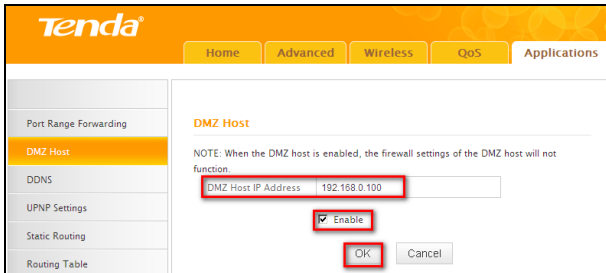 Tenda®
Home Advanced Wireless QoS Applications
Port Range Forwarding
DMZ Host
DDNS
UPNP Settings
Static Routing
Routing Table
DMZ Host
NOTE: When the DMZ host is enabled, the firewall settings of the DMZ host will not
function.
DMZ Host IP Address 192.168.0.100
Enable
OK Cancel